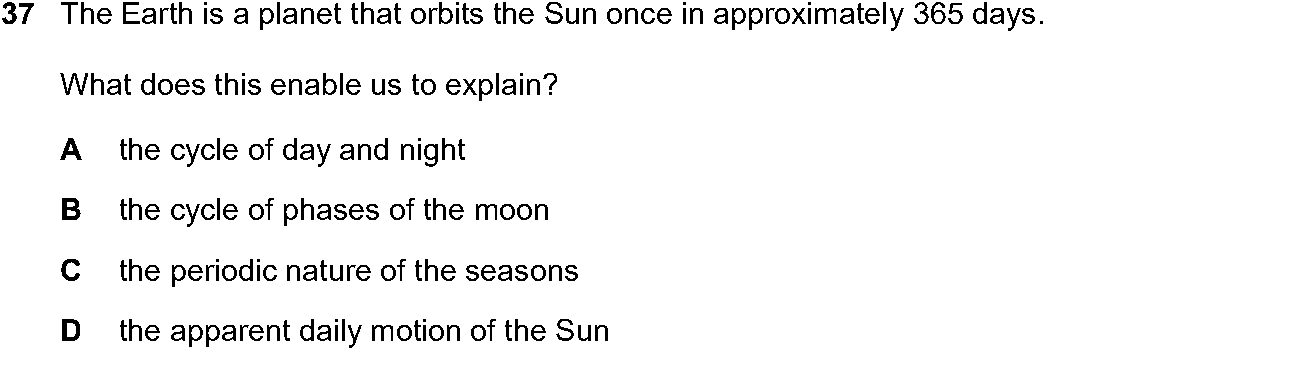 37 The Earth is a planet that orbits the Sun once in approximately 365 days.
What does this enable us to explain?
A the cycle of day and night
B the cycle of phases of the moon
C the periodic nature of the seasons
D the apparent daily motion of the Sun